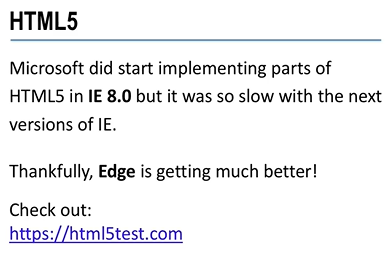 HTML5
Microsoft did start implementing parts of
HTML5 in IE 8.0 but it was so slow with the next
versions of IE.
Thankfully, Edge is getting much better!
Check out:
https://html5test.com